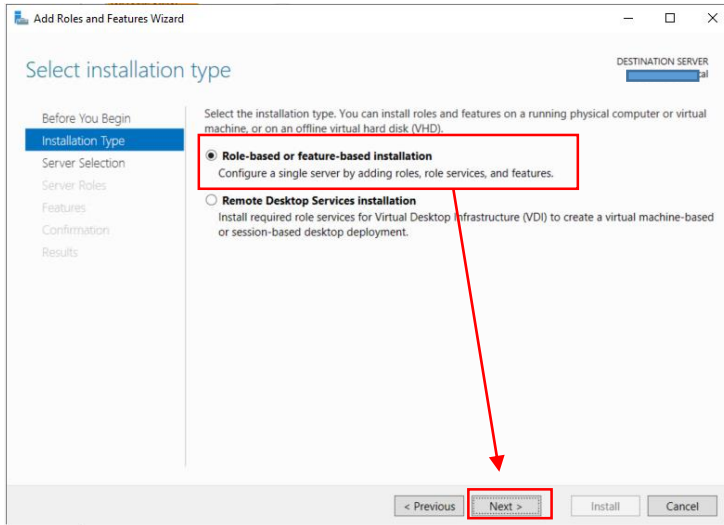 Add Roles and Features Wizard
Select installation type
DESTINATION SERVER
Before You Begin
Installation Type
Server Selection
Server Roles
Features
Confirmation
Results
Select the installation type. You can install roles and features on a running physical computer or virtual
machine, or on an offline virtual hard disk (VHD).
Role-based or feature-based installation
Configure a single server by adding roles, role services, and features.
Remote Desktop Services installation
Install required role services for Virtual Desktop Infrastructure (VDI) to create a virtual machine-based
or session-based desktop deployment.
< Previous
Next >
Install
Cancel